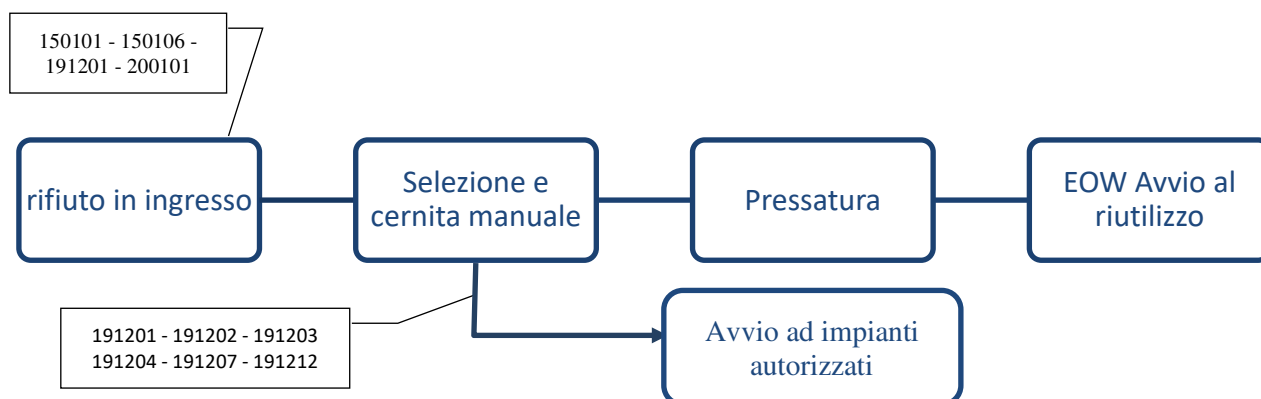 150101 - 150106 -
191201 - 200101
rifiuto in ingresso
Selezione e
cernita manuale
Pressatura
EOW Avvio al
riutilizzo
191201 - 191202 - 191203
191204 - 191207 - 191212
Avvio ad impianti
autorizzati